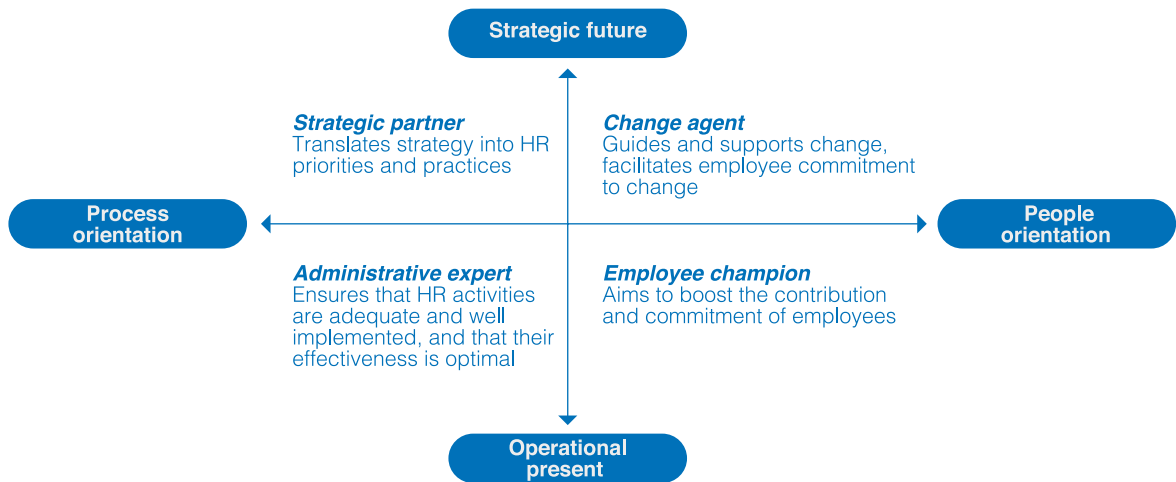 Strategic future
Strategic partner
Translates strategy into HR
priorities and practices
Change agent
Guides and supports change,
facilitates employee commitment
to change
Process
orientation
People
orientation
Administrative expert
Ensures that HR activities
are adequate and well
implemented, and that their
effectiveness is optimal
Employee champion
Aims to boost the contribution
and commitment of employees
Operational
present